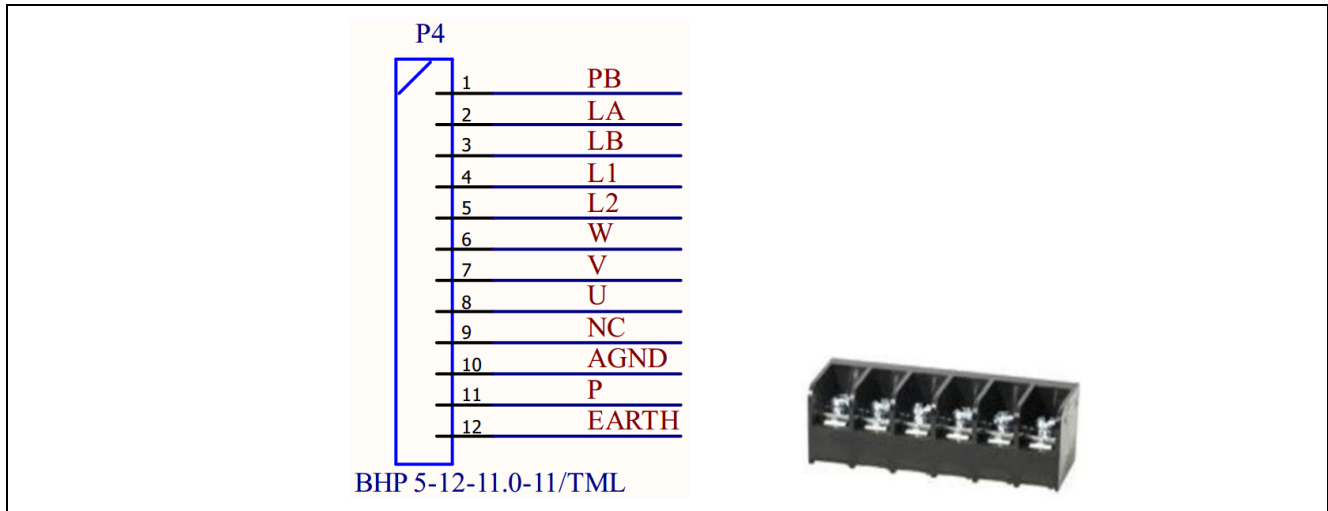 P4
1 PB
2 LA
3 LB
4 L1
5 L2
6 W
7 V
8 U
9 NC
10 AGND
11 P
12 EARTH
BHP 5-12-11.0-11/TML